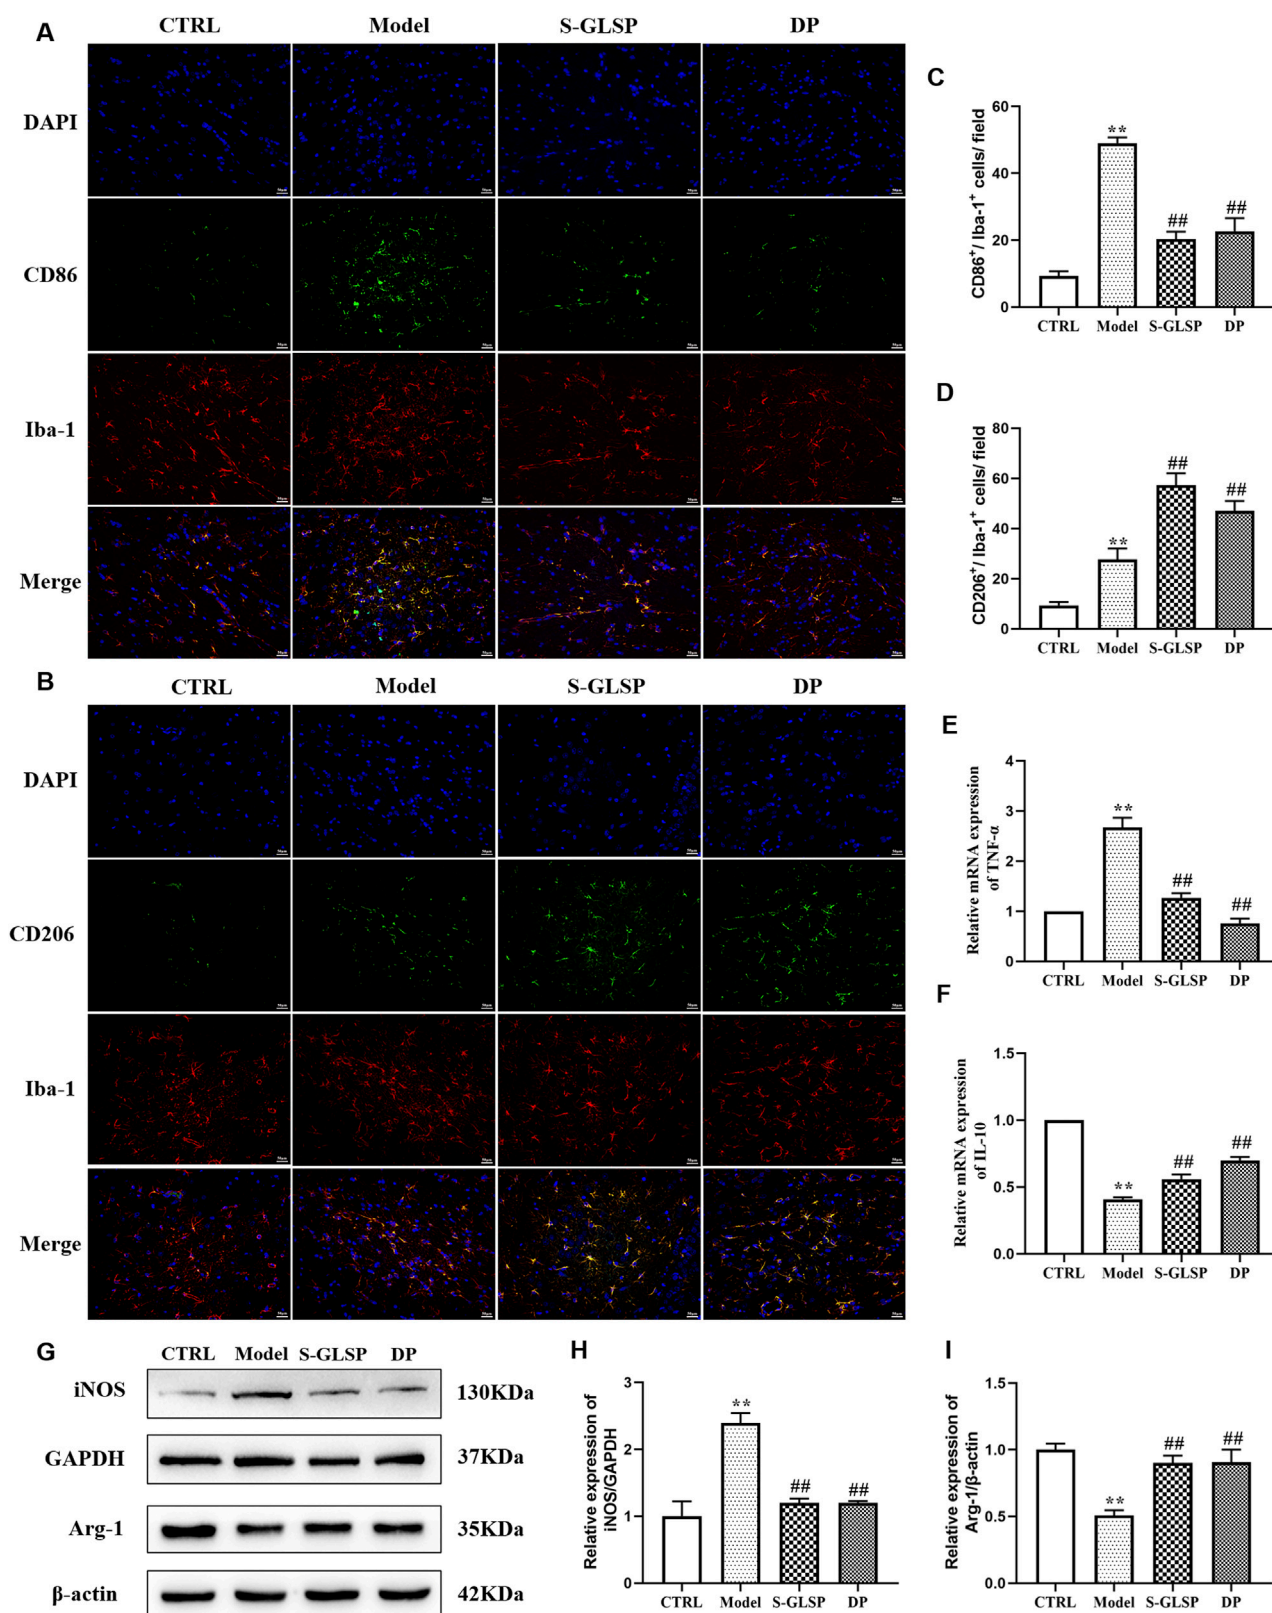 A
CTRL Model S-GLSP DP
DAPI
CD86
Iba-1
Merge
50μm
B
CTRL Model S-GLSP DP
DAPI
CD206
Iba-1
Merge
50μm
C
CD86+/ Iba-1+ cells/ field
60
40
20
0
**
##
##
CTRL Model S-GLSP DP
D
CD206+/ Iba-1+ cells/ field
80
60
40
20
0
**
##
##
CTRL Model S-GLSP DP
E
Relative mRNA expression
of TNF-α
4
3
2
1
0
**
##
##
CTRL Model S-GLSP DP
F
Relative mRNA expression
of IL-10
1.5
1.0
0.5
0.0
**
##
##
CTRL Model S-GLSP DP
G
CTRL Model S-GLSP DP
iNOS 130KDa
GAPDH 37KDa
Arg-1 35KDa
β-actin 42KDa
H
Relative expression of
iNOS/GAPDH
3
2
1
0
**
##
##
CTRL Model S-GLSP DP
I
Relative expression of
Arg-1/β-actin
1.5
1.0
0.5
0.0
**
##
##
CTRL Model S-GLSP DP